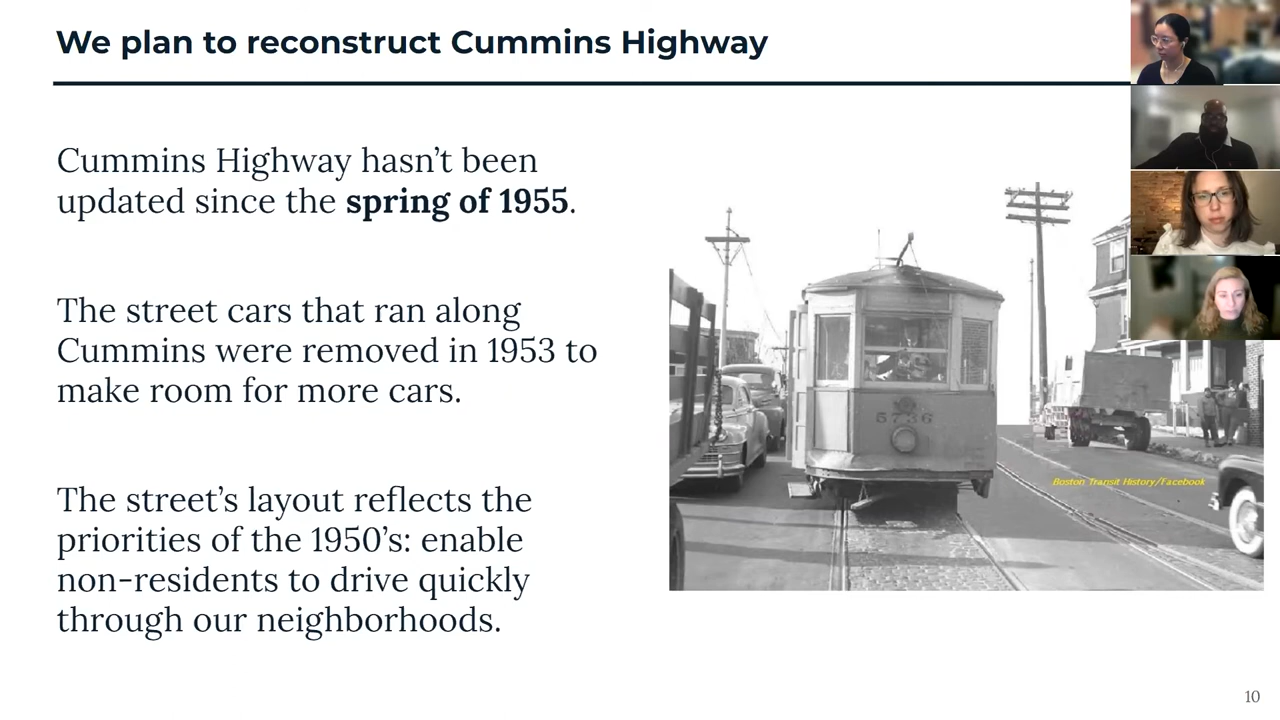 We plan to reconstruct Cummins Highway
Cummins Highway hasn’t been
updated since the spring of 1955.
The street cars that ran along
Cummins were removed in 1953 to
make room for more cars.
The street’s layout reflects the
priorities of the 1950’s: enable
non-residents to drive quickly
through our neighborhoods.
5736
Boston Transit History/Facebook
10